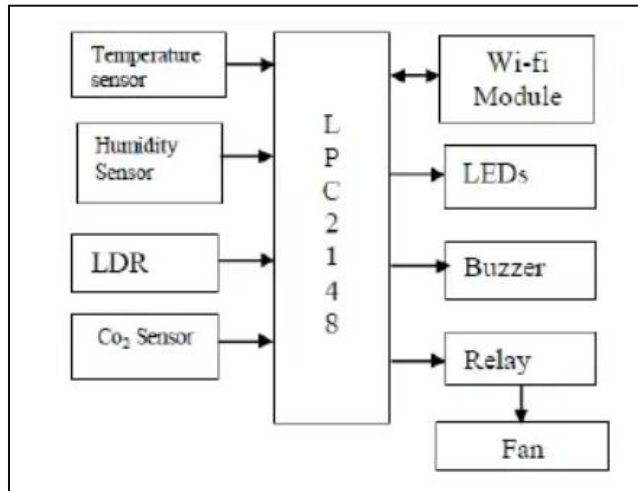 Temperature
sensor
Humidity
Sensor
LDR
Co₂ Sensor
L
P
C
2
1
4
8
Wi-fi
Module
LEDs
Buzzer
Relay
Fan